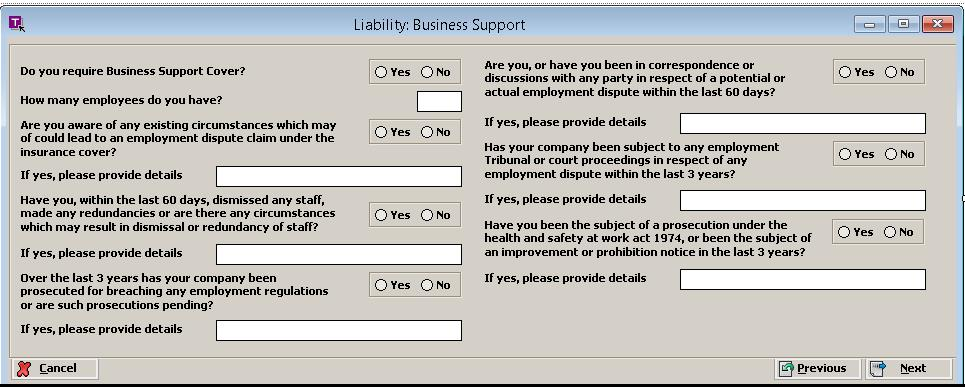 T
Liability: Business Support
Do you require Business Support Cover?
Yes No
How many employees do you have?
Are you aware of any existing circumstances which may
of could lead to an employment dispute claim under the
insurance cover?
Yes No
If yes, please provide details
Have you, within the last 60 days, dismissed any staff,
made any redundancies or are there any circumstances
which may result in dismissal or redundancy of staff?
Yes No
If yes, please provide details
Over the last 3 years has your company been
prosecuted for breaching any employment regulations
or are such prosecutions pending?
Yes No
If yes, please provide details
Are you, or have you been in correspondence or
discussions with any party in respect of a potential or
actual employment dispute within the last 60 days?
Yes No
If yes, please provide details
Has your company been subject to any employment
Tribunal or court proceedings in respect of any
employment dispute within the last 3 years?
Yes No
If yes, please provide details
Have you been the subject of a prosecution under the
health and safety at work act 1974, or been the subject of
an improvement or prohibition notice in the last 3 years?
Yes No
If yes, please provide details
Cancel
Previous
Next